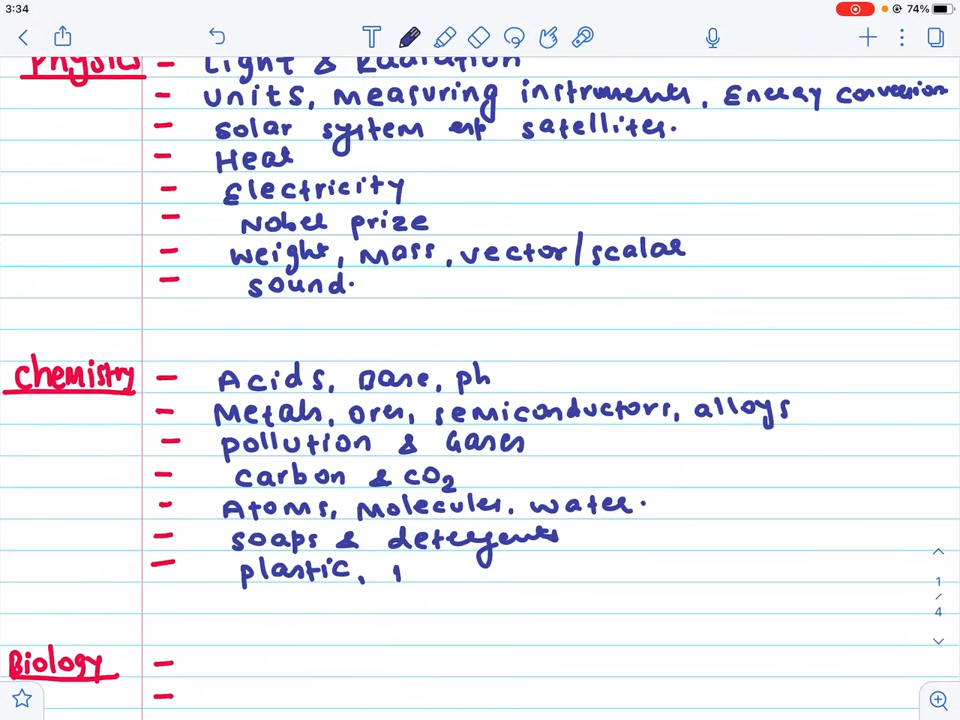 3:34
74%
Physics - Light & Radiation
- Units, Measuring instruments, Energy conversion
- Solar system esp satellites.
- Heat
- Electricity
- Nobel prize
- Weight, Mass, vector/scalar
- Sound.
Chemistry - Acids, Base, ph
- Metals, Ores, semiconductors, alloys
- pollution & Gases
- carbon & CO2
- Atoms, Molecules, water.
- soaps & detergents
- plastic,
1
/
4
Biology -
-